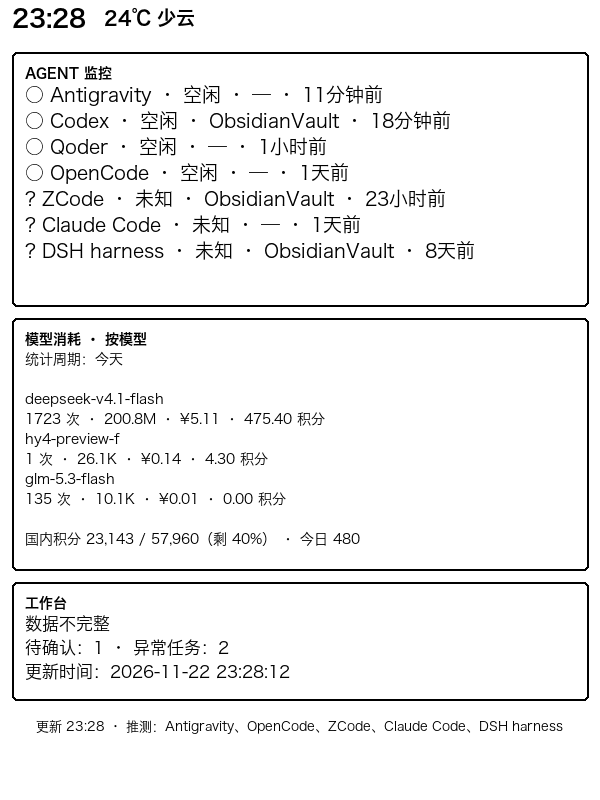 23:28 24℃ 少云
AGENT 监控
○ Antigravity · 空闲 · — · 11分钟前
○ Codex · 空闲 · ObsidianVault · 18分钟前
○ Qoder · 空闲 · — · 1小时前
○ OpenCode · 空闲 · — · 1天前
? ZCode · 未知 · ObsidianVault · 23小时前
? Claude Code · 未知 · — · 1天前
? DSH harness · 未知 · ObsidianVault · 8天前
模型消耗 · 按模型
统计周期：今天
deepseek-v4.1-flash
1723 次 · 200.8M · ¥5.11 · 475.40 积分
hy4-preview-f
1 次 · 26.1K · ¥0.14 · 4.30 积分
glm-5.3-flash
135 次 · 10.1K · ¥0.01 · 0.00 积分
国内积分 23,143 / 57,960（剩 40%） · 今日 480
工作台
数据不完整
待确认：1 · 异常任务：2
更新时间：2026-11-22 23:28:12
更新 23:28 · 推测：Antigravity、OpenCode、ZCode、Claude Code、DSH harness